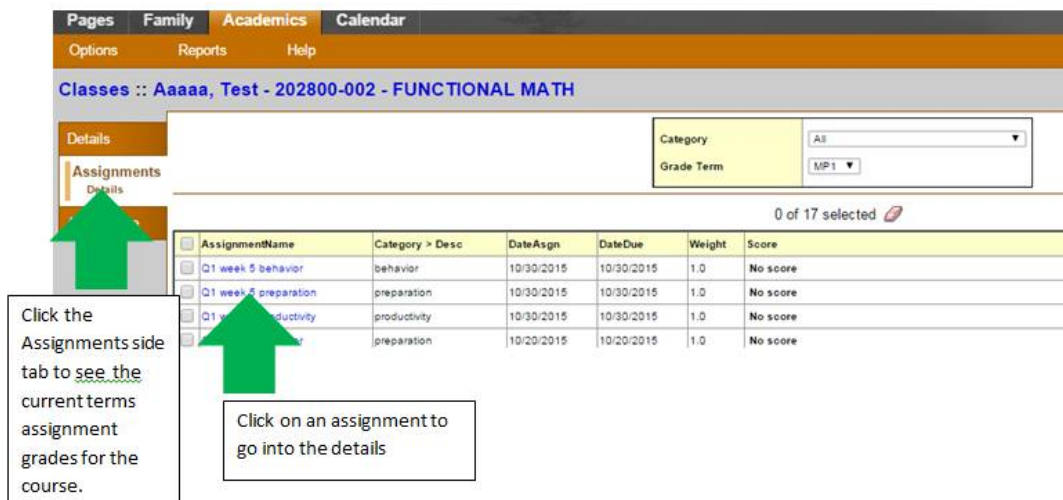 Pages Family Academics Calendar
Options Reports Help
Classes :: Aaaaa, Test - 202800-002 - FUNCTIONAL MATH
Details
Assignments
Details
Category All
Grade Term MP1
0 of 17 selected
AssignmentName Category > Desc DateAsgn DateDue Weight Score
Q1 week 5 behavior behavior 10/30/2015 10/30/2015 1.0 No score
Q1 week 5 preparation preparation 10/30/2015 10/30/2015 1.0 No score
Q1 productivity 10/30/2015 10/30/2015 1.0 No score
preparation 10/20/2015 10/20/2015 1.0 No score
Click the
Assignments side
tab to see the
current terms
assignment
grades for the
course.
Click on an assignment to
go into the details